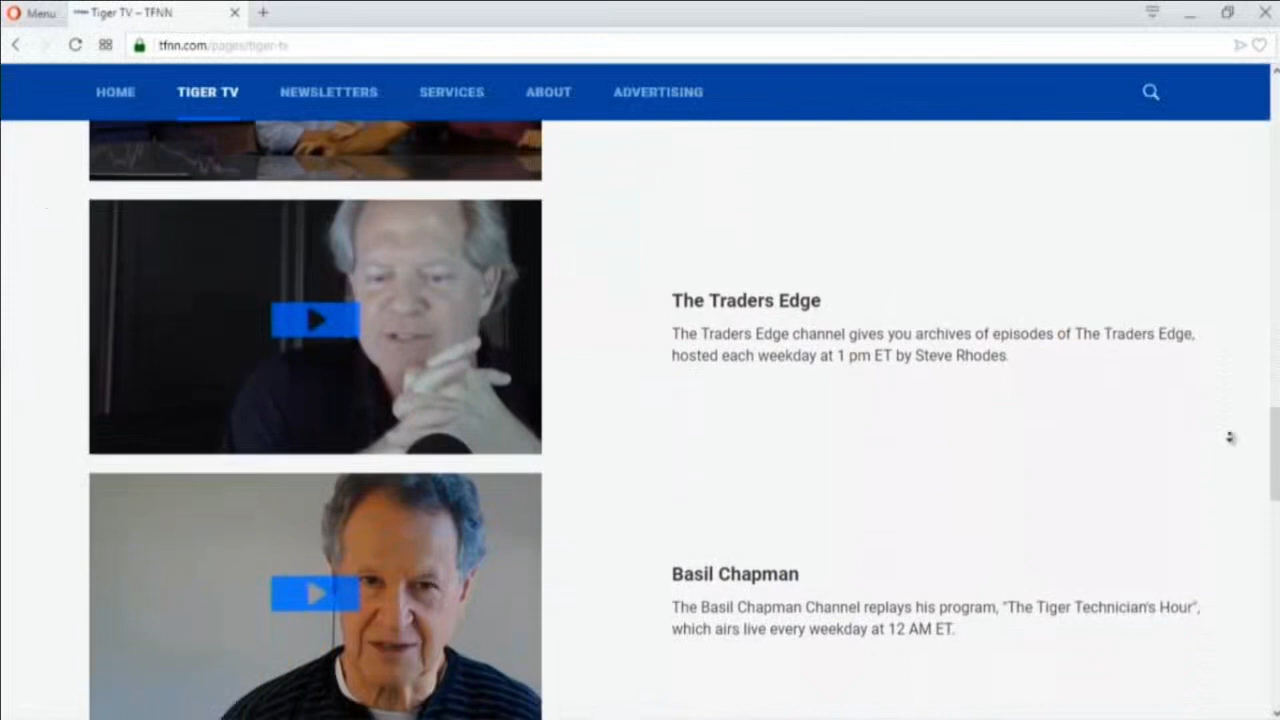 Menu
Tiger TV – TFNN
tfnn.com/pages/tiger-tv
HOME
TIGER TV
NEWSLETTERS
SERVICES
ABOUT
ADVERTISING
The Traders Edge
The Traders Edge channel gives you archives of episodes of The Traders Edge,
hosted each weekday at 1 pm ET by Steve Rhodes.
Basil Chapman
The Basil Chapman Channel replays his program, "The Tiger Technician's Hour",
which airs live every weekday at 12 AM ET.